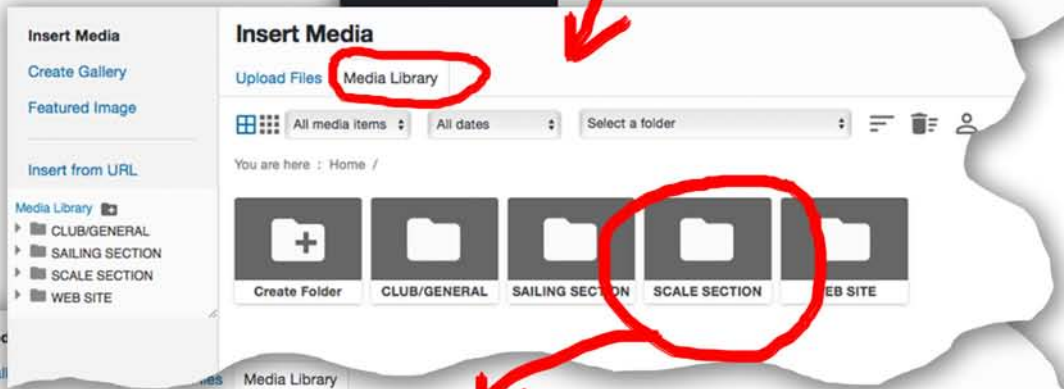 Insert Media
Create Gallery
Featured Image
Insert from URL
Media Library
CLUB/GENERAL
SAILING SECTION
SCALE SECTION
WEB SITE
Insert Media
Upload Files Media Library
All media items All dates Select a folder
You are here : Home /
Create Folder CLUB/GENERAL SAILING SECTION SCALE SECTION WEB SITE
Media Library